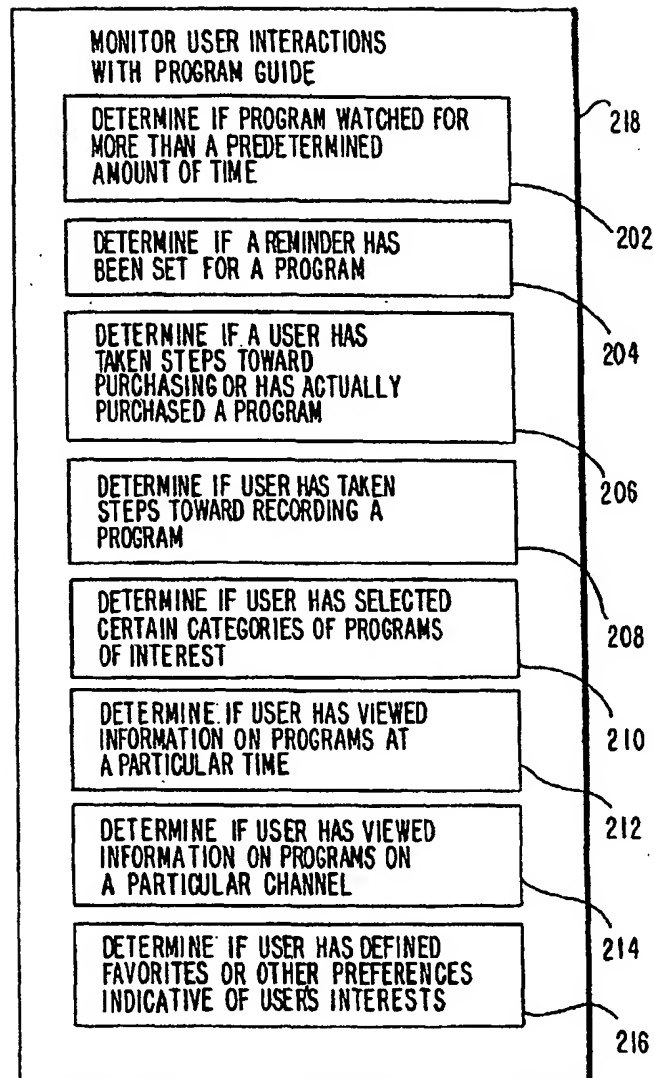 MONITOR USER INTERACTIONS
WITH PROGRAM GUIDE
DETERMINE IF PROGRAM WATCHED FOR
MORE THAN A PREDETERMINED
AMOUNT OF TIME
218
202
DETERMINE IF A REMINDER HAS
BEEN SET FOR A PROGRAM
204
DETERMINE IF A USER HAS
TAKEN STEPS TOWARD
PURCHASING OR HAS ACTUALLY
PURCHASED A PROGRAM
206
DETERMINE IF USER HAS TAKEN
STEPS TOWARD RECORDING A
PROGRAM
208
DETERMINE IF USER HAS SELECTED
CERTAIN CATEGORIES OF PROGRAMS
OF INTEREST
210
DETERMINE IF USER HAS VIEWED
INFORMATION ON PROGRAMS AT
A PARTICULAR TIME
212
DETERMINE IF USER HAS VIEWED
INFORMATION ON PROGRAMS ON
A PARTICULAR CHANNEL
214
DETERMINE IF USER HAS DEFINED
FAVORITES OR OTHER PREFERENCES
INDICATIVE OF USER'S INTERESTS
216